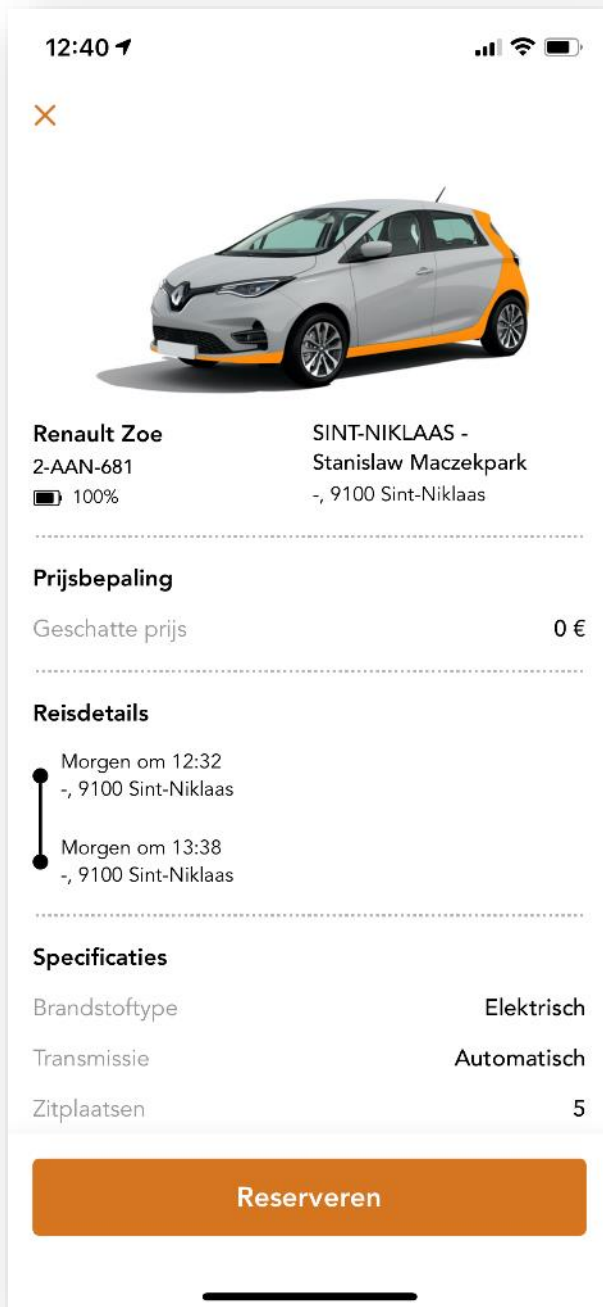 12:40
Renault Zoe
2-AAN-681
100%
SINT-NIKLAAS -
Stanislaw Maczekpark
-, 9100 Sint-Niklaas
Prijsbepaling
Geschatte prijs 0 €
Reisdetails
Morgen om 12:32
-, 9100 Sint-Niklaas
Morgen om 13:38
-, 9100 Sint-Niklaas
Specificaties
Brandstoftype Elektrisch
Transmissie Automatisch
Zitplaatsen 5
Reserveren